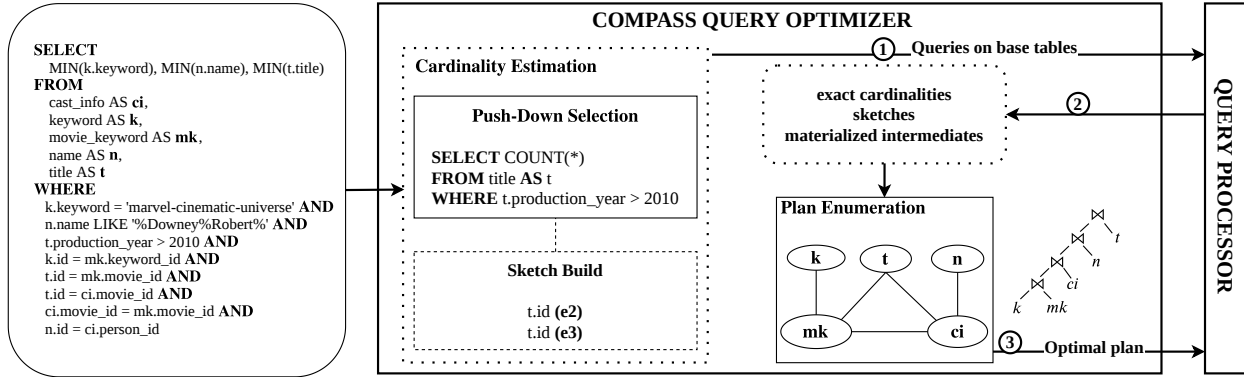 SELECT
MIN(k.keyword), MIN(n.name), MIN(t.title)
FROM
cast_info AS ci,
keyword AS k,
movie_keyword AS mk,
name AS n,
title AS t
WHERE
k.keyword = 'marvel-cinematic-universe' AND
n.name LIKE '%Downey%Robert%' AND
t.production_year > 2010 AND
k.id = mk.keyword_id AND
t.id = mk.movie_id AND
t.id = ci.movie_id AND
ci.movie_id = mk.movie_id AND
n.id = ci.person_id
COMPASS QUERY OPTIMIZER
Cardinality Estimation
Push-Down Selection
SELECT COUNT(*)
FROM title AS t
WHERE t.production_year > 2010
Sketch Build
t.id (e2)
t.id (e3)
1 Queries on base tables
2
exact cardinalities
sketches
materialized intermediates
Plan Enumeration
k t n
mk ci
⋈
⋈ t
⋈ n
⋈ ci
k mk
3 Optimal plan
QUERY PROCESSOR